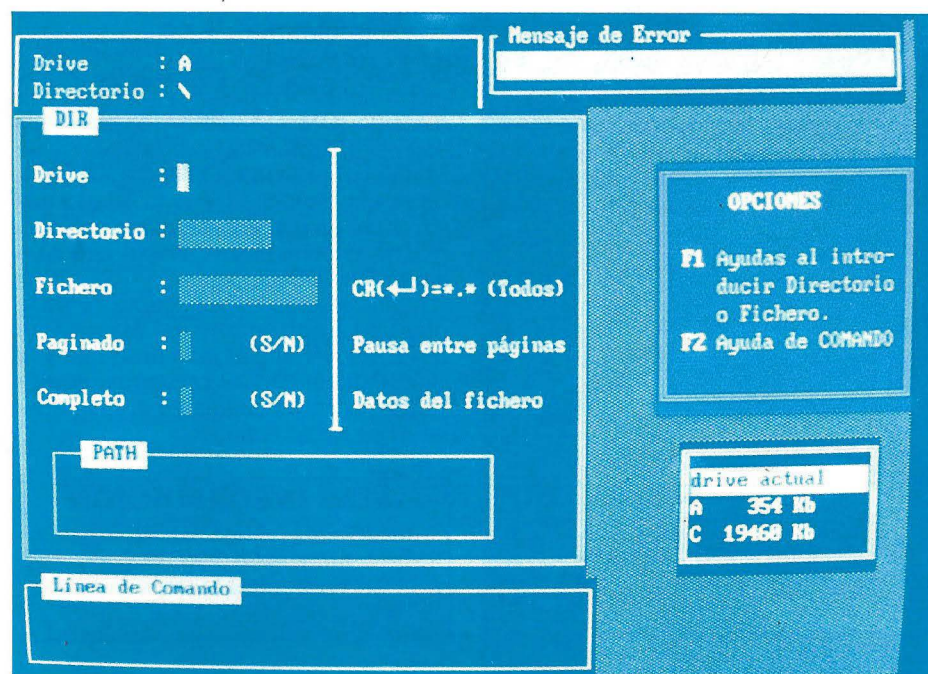 Mensaje de Error
Drive : A
Directorio : \
DIR
Drive :
Directorio :
Fichero : CR(←┘)=*.* (Todos)
Paginado : (S/N) Pausa entre páginas
Completo : (S/N) Datos del fichero
PATH
Línea de Comando
OPCIONES
F1 Ayudas al intro-
ducir Directorio
o Fichero.
F2 Ayuda de COMANDO
drive actual
A 354 Kb
C 19460 Kb